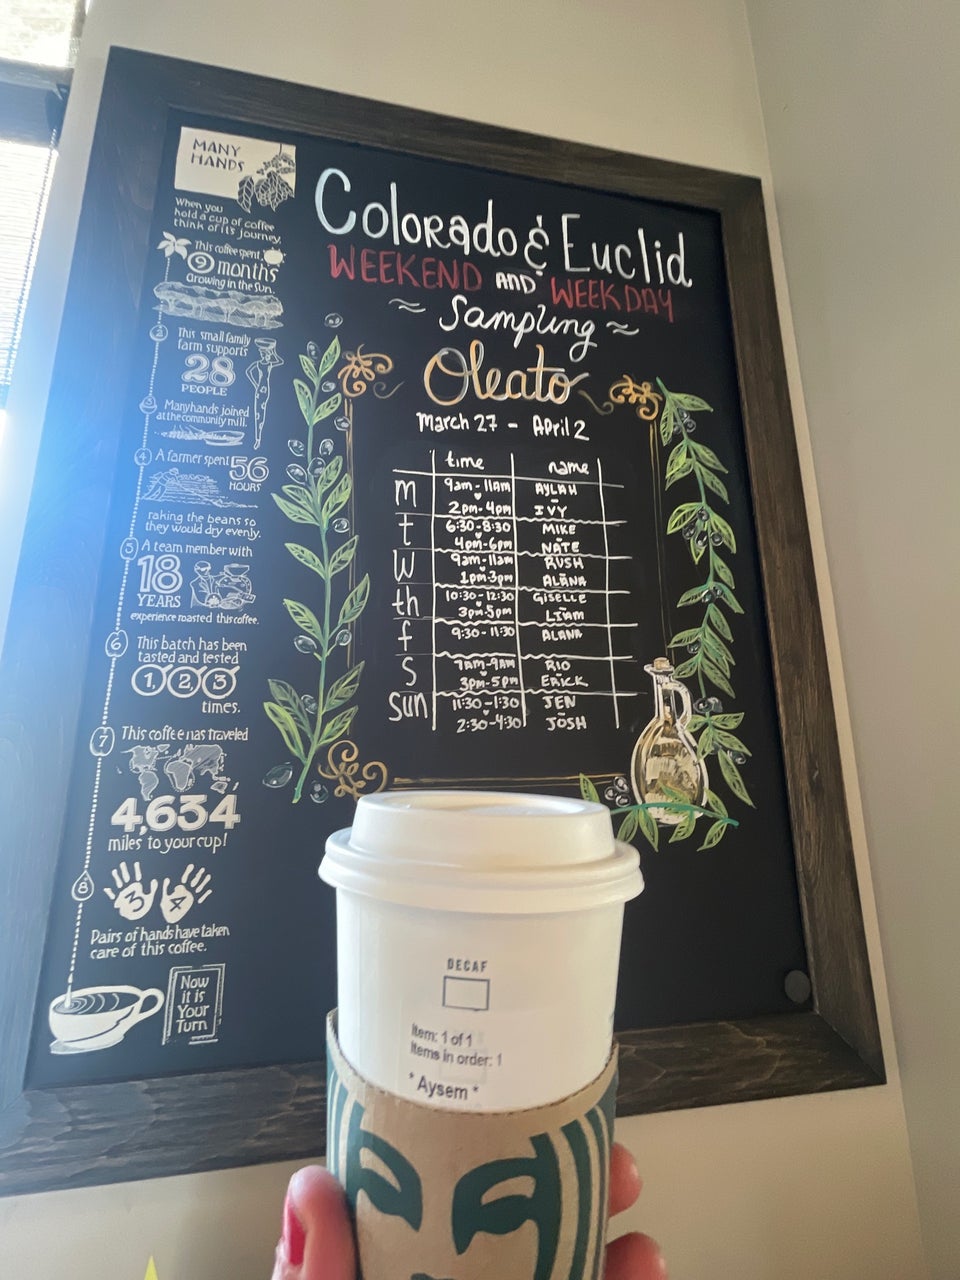 MANY
HANDS
When you
hold a cup of coffee
think of its journey.
This coffee spent
9 months
growing in the Sun.
2
This small family
farm supports
28
PEOPLE
3
Many hands joined
at the community mill.
4
A farmer spent 56
HOURS
raking the beans so
they would dry evenly.
5
A team member with
18
YEARS
experience roasted this coffee.
6
This batch has been
tasted and tested
1, 2, 3
times.
7
This coffee has traveled
4,634
miles to your cup!
8
3 4
Pairs of hands have taken
care of this coffee.
Now
it is
Your
Turn
Colorado & Euclid
WEEKEND AND WEEKDAY
~ Sampling ~
Oleato
March 27 - April 2
time name
m 9am - 11am AYLAH
2pm - 4pm IVY
t 6:30 - 8:30 MIKE
4pm - 6pm NATE
W 9am - 11am RUSH
1pm - 3pm ALANA
th 10:30 - 12:30 GISELLE
3pm - 5pm LIAM
f 9:30 - 11:30 ALANA
S 7AM - 9AM RIO
3pm - 5pm ERICK
Sun 11:30 - 1:30 JEN
2:30 - 4:30 JOSH
DECAF
Item: 1 of 1
Items in order: 1
* Aysem *